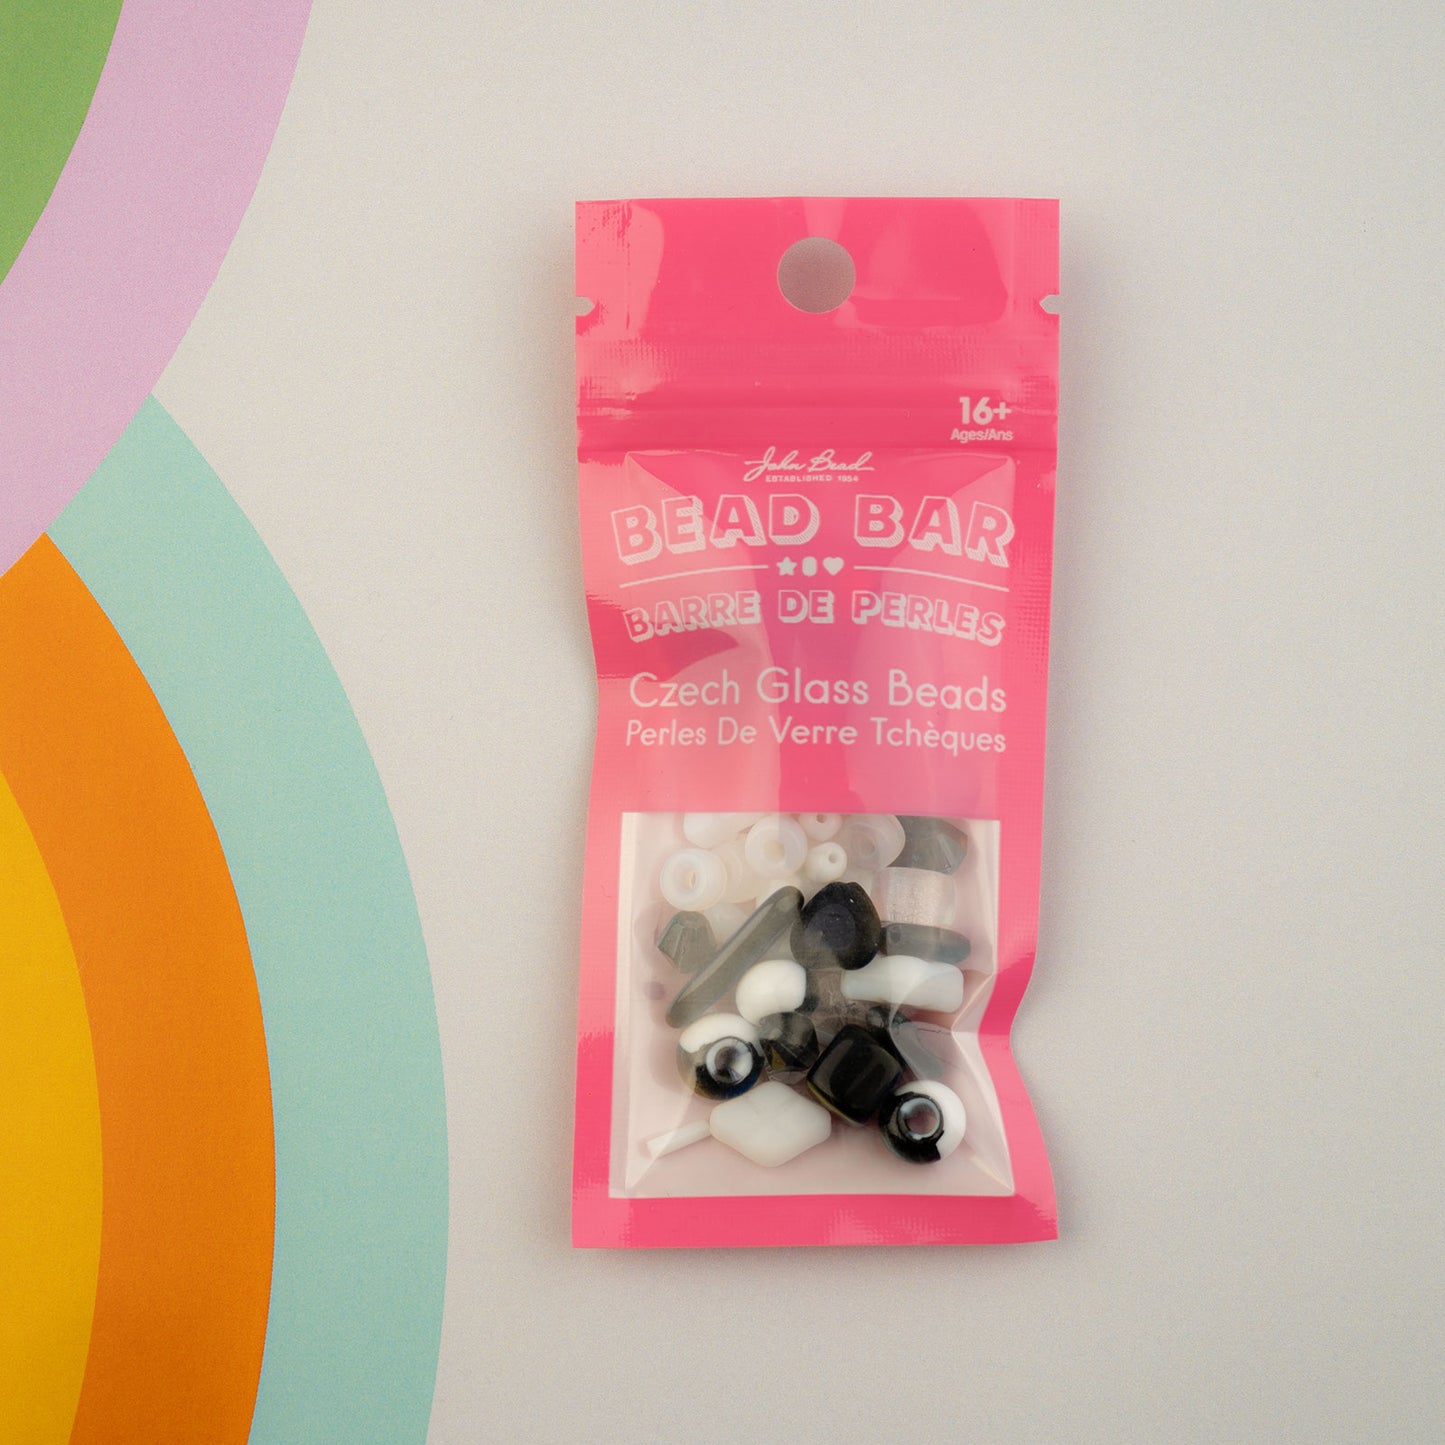 16+
Ages/Ans
John Bead
ESTABLISHED 1954
BEAD BAR
BARRE DE PERLES
Czech Glass Beads
Perles De Verre Tchèques